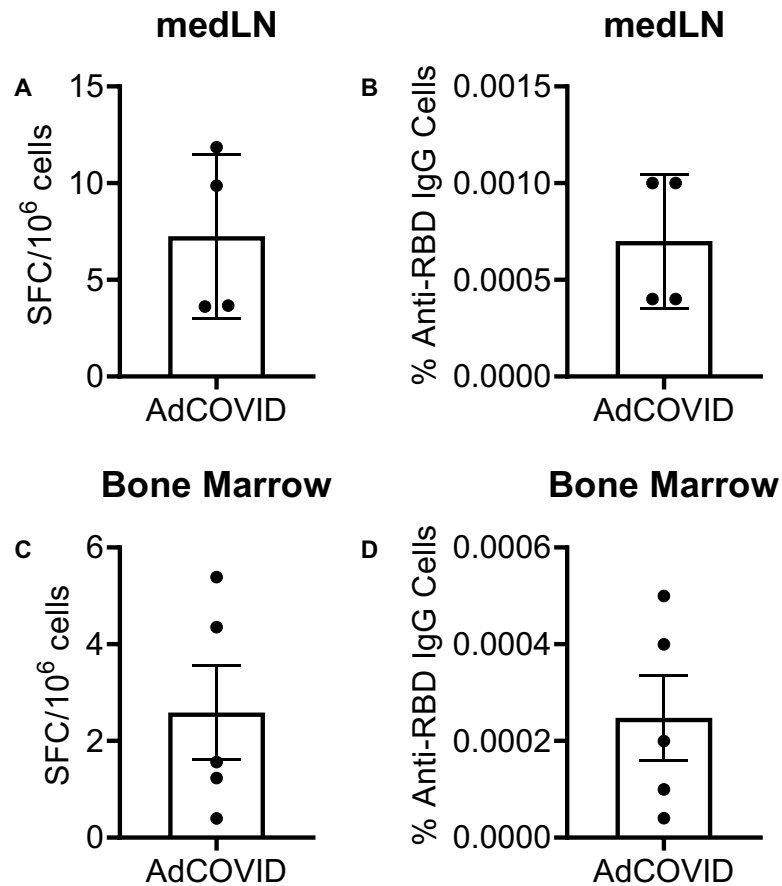 medLN
A
SFC/10⁶ cells
15
10
5
0
AdCOVID
medLN
B
% Anti-RBD IgG Cells
0.0015
0.0010
0.0005
0.0000
AdCOVID
Bone Marrow
C
SFC/10⁶ cells
6
4
2
0
AdCOVID
Bone Marrow
D
% Anti-RBD IgG Cells
0.0006
0.0004
0.0002
0.0000
AdCOVID